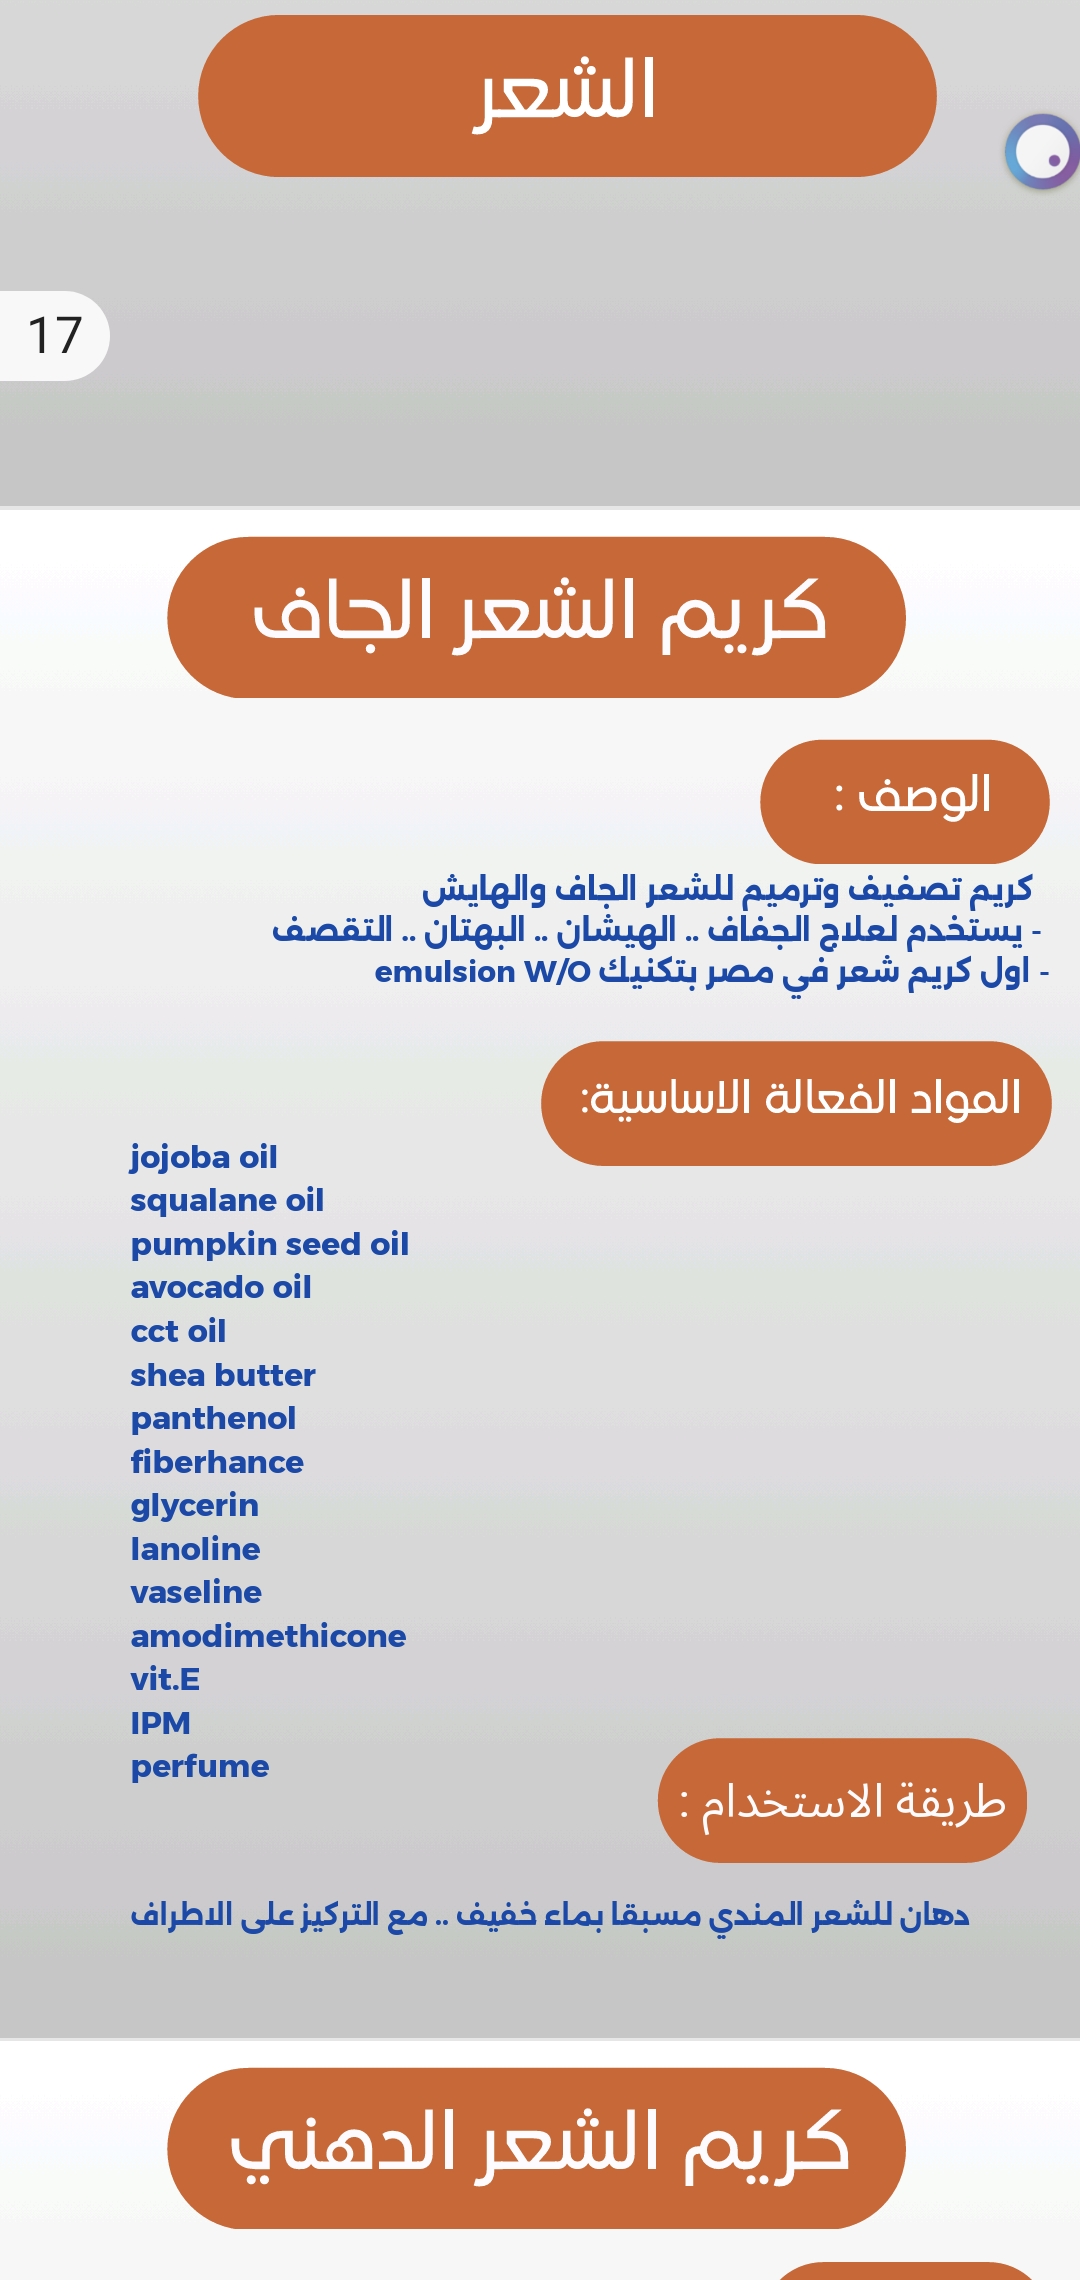 الشعر
17
كريم الشعر الجاف
الوصف :
كريم تصفيف وترميم للشعر الجاف والهايش
- يستخدم لعلاج الجفاف .. الهيشان .. البهتان .. التقصف
- اول كريم شعر في مصر بتكنيك emulsion W/O
المواد الفعالة الاساسية:
jojoba oil
squalane oil
pumpkin seed oil
avocado oil
cct oil
shea butter
panthenol
fiberhance
glycerin
lanoline
vaseline
amodimethicone
vit.E
IPM
perfume
طريقة الاستخدام :
دهان للشعر المندي مسبقا بماء خفيف .. مع التركيز على الاطراف
كريم الشعر الدهني